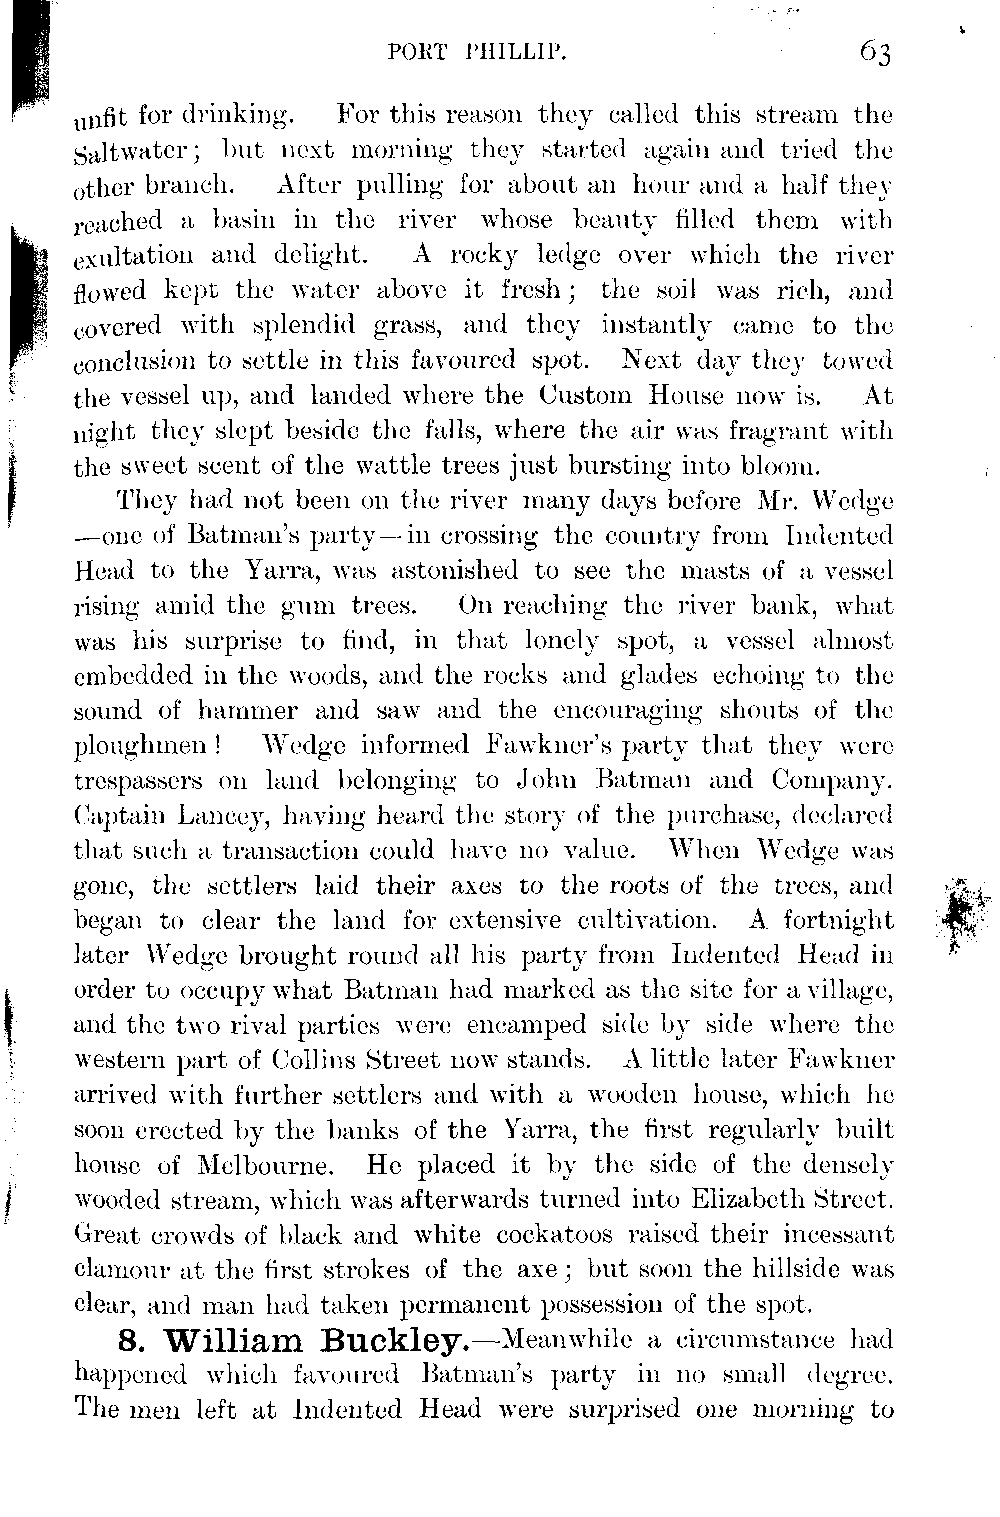 PORT PHILLIP. 63
unfit for drinking. For this reason they called this stream the
Saltwater; but next morning they started again and tried the
other branch. After pulling for about an hour and a half they
reached a basin in the river whose beauty filled them with
exultation and delight. A rocky ledge over which the river
flowed kept the water above it fresh; the soil was rich, and
covered with splendid grass, and they instantly came to the
conclusion to settle in this favoured spot. Next day they towed
the vessel up, and landed where the Custom House now is. At
night they slept beside the falls, where the air was fragrant with
the sweet scent of the wattle trees just bursting into bloom.
They had not been on the river many days before Mr. Wedge
—one of Batman's party—in crossing the country from Indented
Head to the Yarra, was astonished to see the masts of a vessel
rising amid the gum trees. On reaching the river bank, what
was his surprise to find, in that lonely spot, a vessel almost
embedded in the woods, and the rocks and glades echoing to the
sound of hammer and saw and the encouraging shouts of the
ploughmen! Wedge informed Fawkner's party that they were
trespassers on land belonging to John Batman and Company.
Captain Lancey, having heard the story of the purchase, declared
that such a transaction could have no value. When Wedge was
gone, the settlers laid their axes to the roots of the trees, and
began to clear the land for extensive cultivation. A fortnight
later Wedge brought round all his party from Indented Head in
order to occupy what Batman had marked as the site for a village,
and the two rival parties were encamped side by side where the
western part of Collins Street now stands. A little later Fawkner
arrived with further settlers and with a wooden house, which he
soon erected by the banks of the Yarra, the first regularly built
house of Melbourne. He placed it by the side of the densely
wooded stream, which was afterwards turned into Elizabeth Street.
Great crowds of black and white cockatoos raised their incessant
clamour at the first strokes of the axe; but soon the hillside was
clear, and man had taken permanent possession of the spot.
8. William Buckley.—Meanwhile a circumstance had
happened which favoured Batman's party in no small degree.
The men left at Indented Head were surprised one morning to